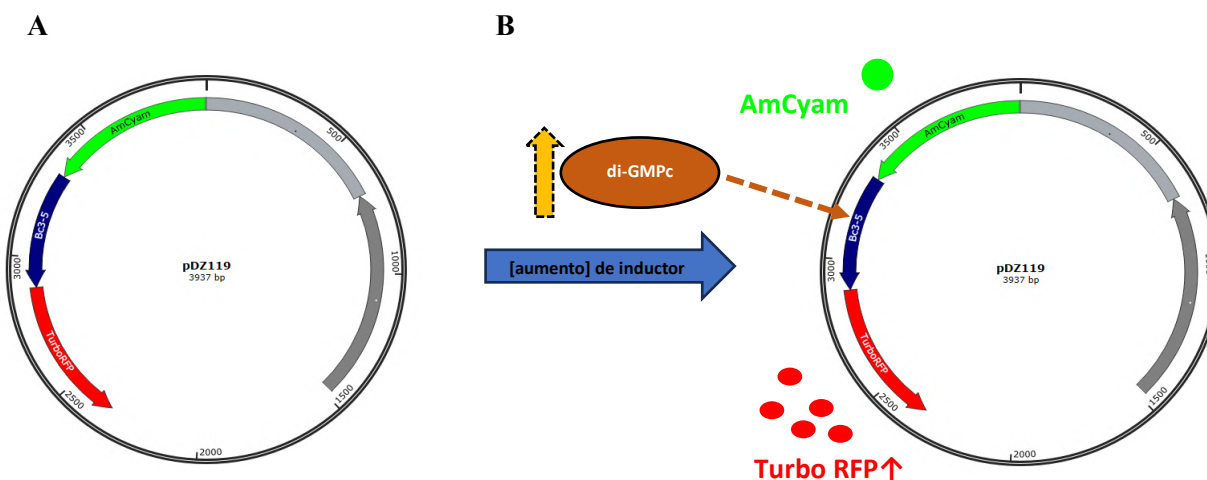 A
B
AmCyam
di-GMPc
[aumento] de inductor
Turbo RFP↑
AmCyam
Bc3-5
TurboRFP
pDZ119
3937 bp
500
1000
1500
2000
2500
3000
3500
AmCyam
Bc3-5
TurboRFP
pDZ119
3937 bp
500
1500
2000
2500
3000
3500